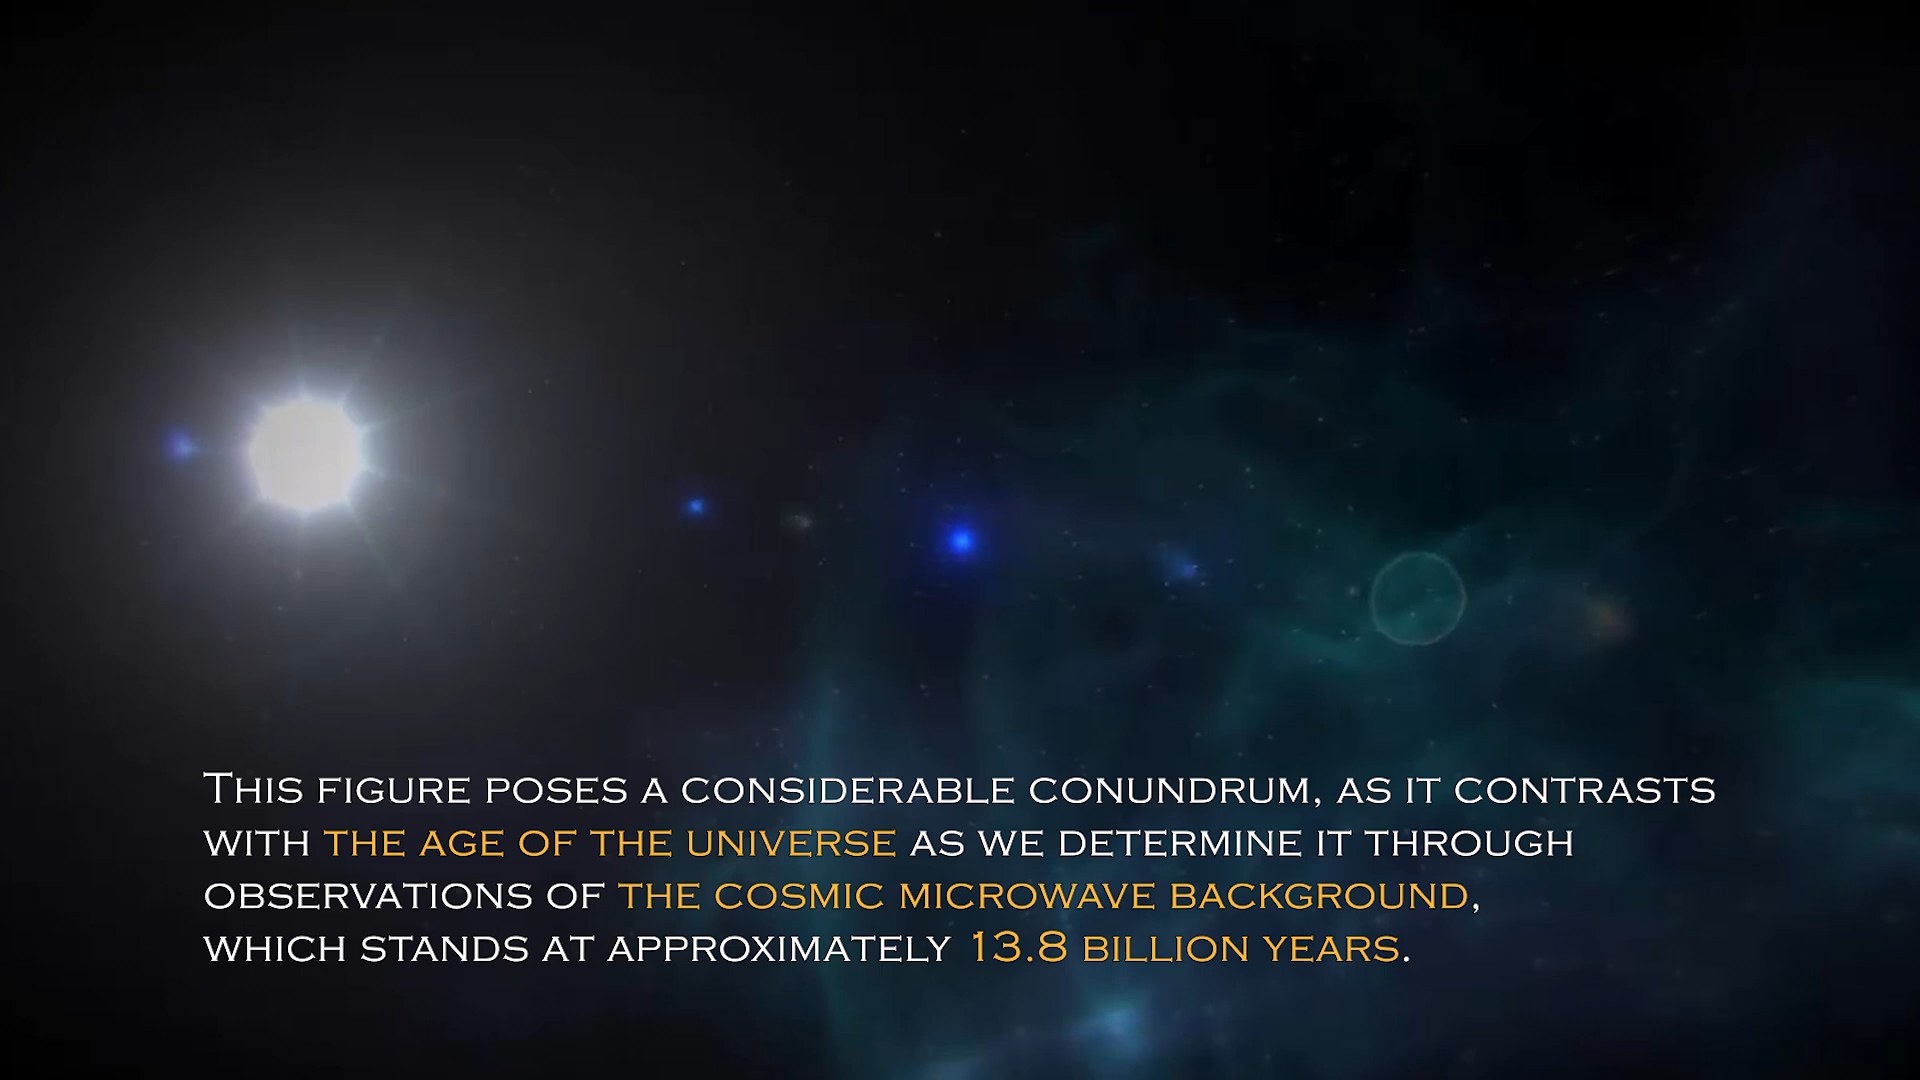 This figure poses a considerable conundrum, as it contrasts
with the age of the universe as we determine it through
observations of the cosmic microwave background,
which stands at approximately 13.8 billion years.